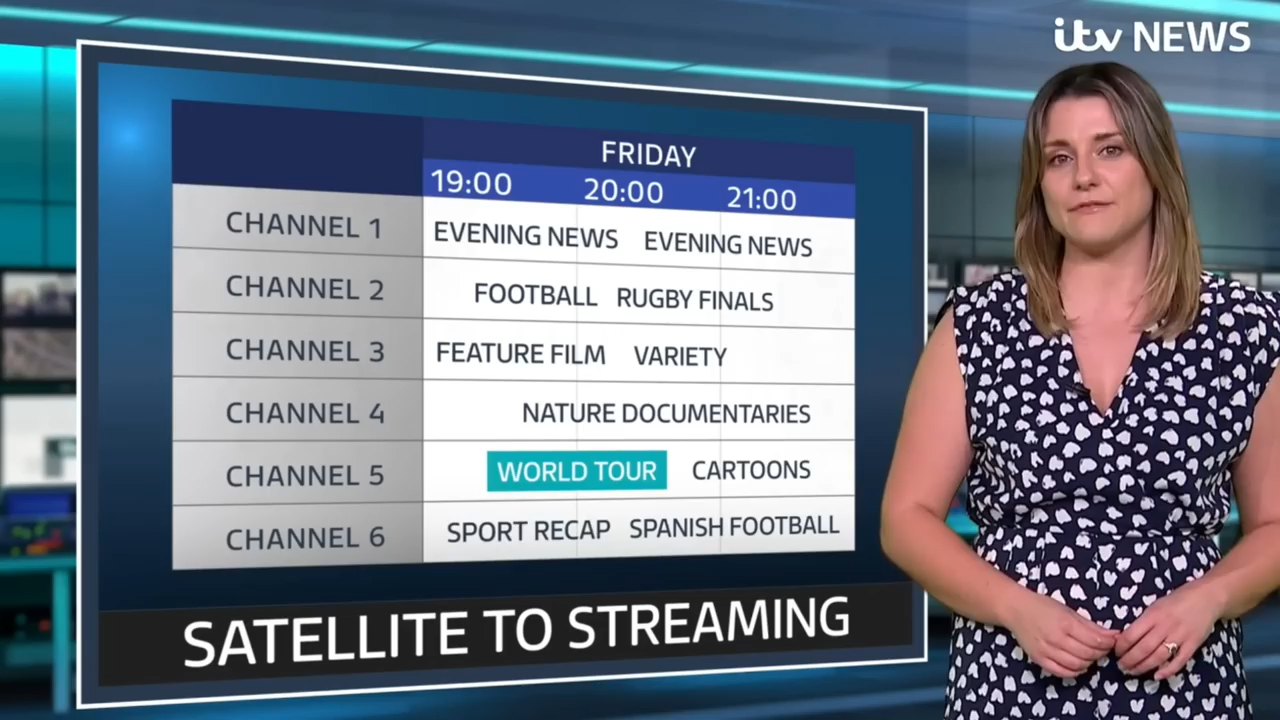 itv NEWS
FRIDAY
19:00 20:00 21:00
CHANNEL 1 EVENING NEWS EVENING NEWS
CHANNEL 2 FOOTBALL RUGBY FINALS
CHANNEL 3 FEATURE FILM VARIETY
CHANNEL 4 NATURE DOCUMENTARIES
CHANNEL 5 WORLD TOUR CARTOONS
CHANNEL 6 SPORT RECAP SPANISH FOOTBALL
SATELLITE TO STREAMING